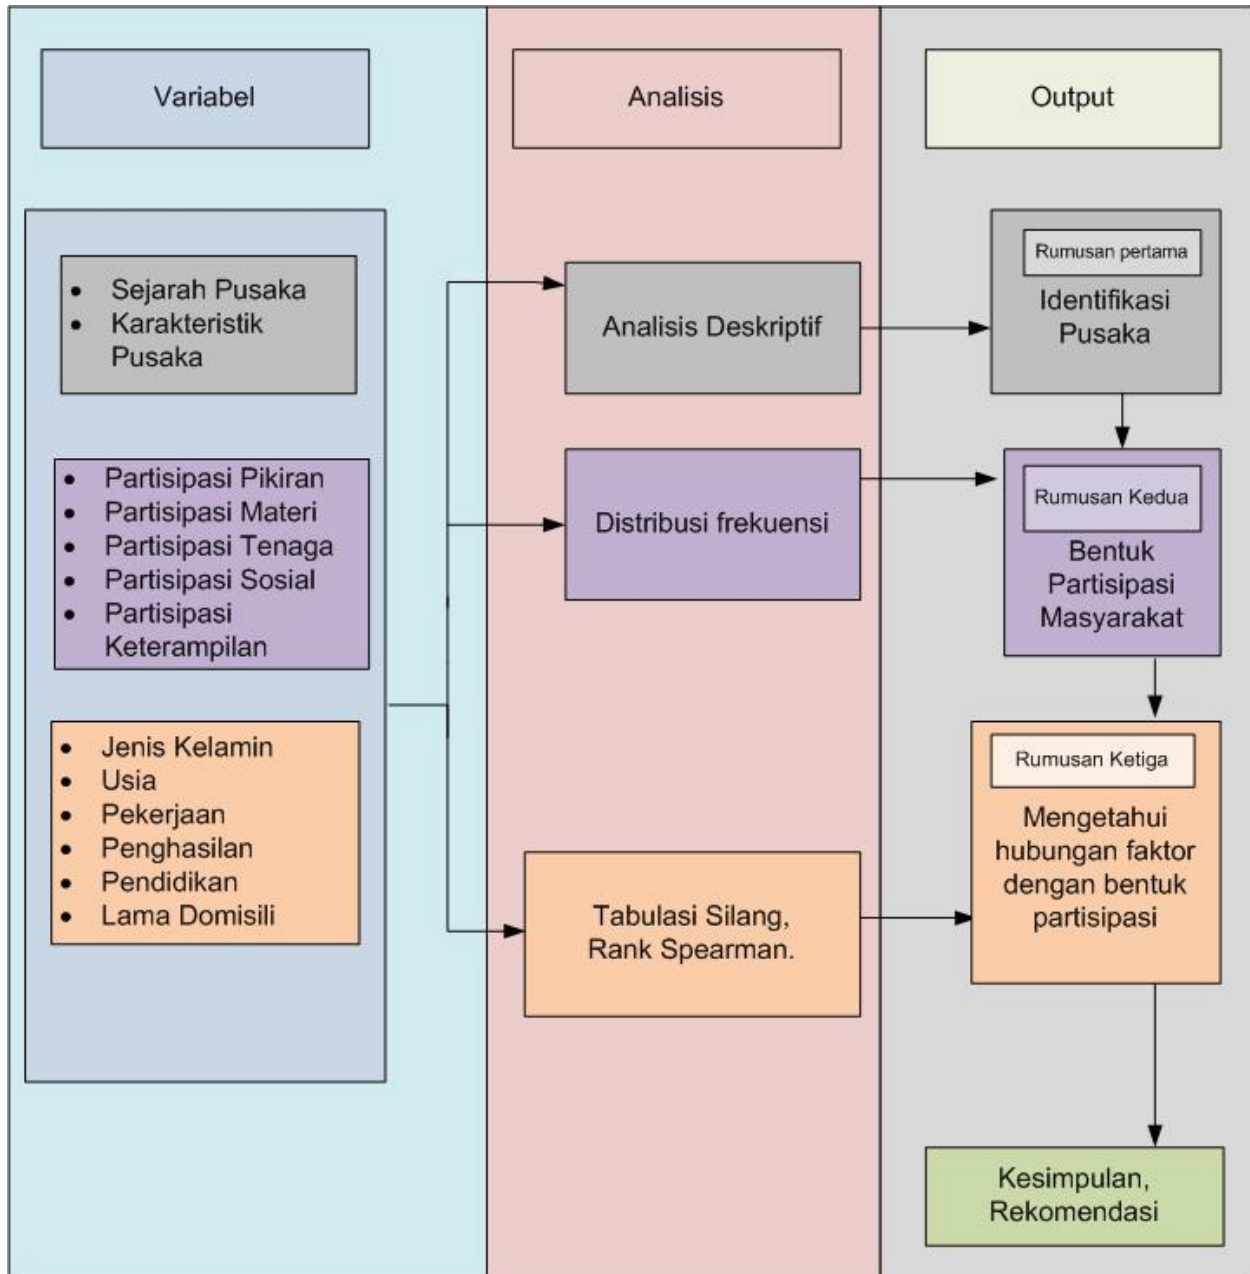 Variabel
Analisis
Output
• Sejarah Pusaka
• Karakteristik
Pusaka
• Partisipasi Pikiran
• Partisipasi Materi
• Partisipasi Tenaga
• Partisipasi Sosial
• Partisipasi
Keterampilan
• Jenis Kelamin
• Usia
• Pekerjaan
• Penghasilan
• Pendidikan
• Lama Domisili
Analisis Deskriptif
Distribusi frekuensi
Tabulasi Silang,
Rank Spearman.
Rumusan pertama
Identifikasi
Pusaka
Rumusan Kedua
Bentuk
Partisipasi
Masyarakat
Rumusan Ketiga
Mengetahui
hubungan faktor
dengan bentuk
partisipasi
Kesimpulan,
Rekomendasi